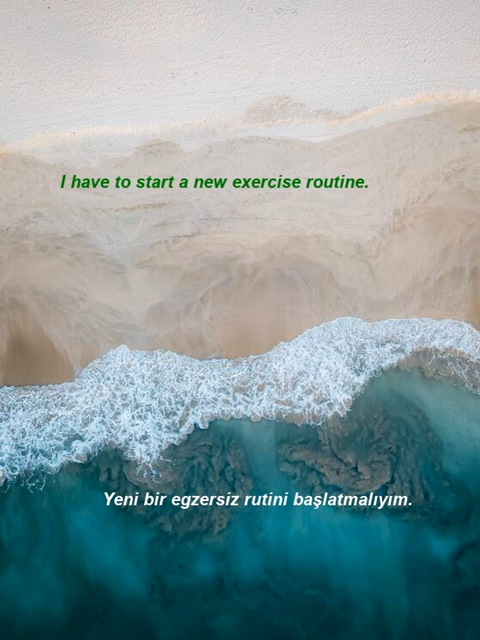 I have to start a new exercise routine.
Yeni bir egzersiz rutini başlatmalıyım.